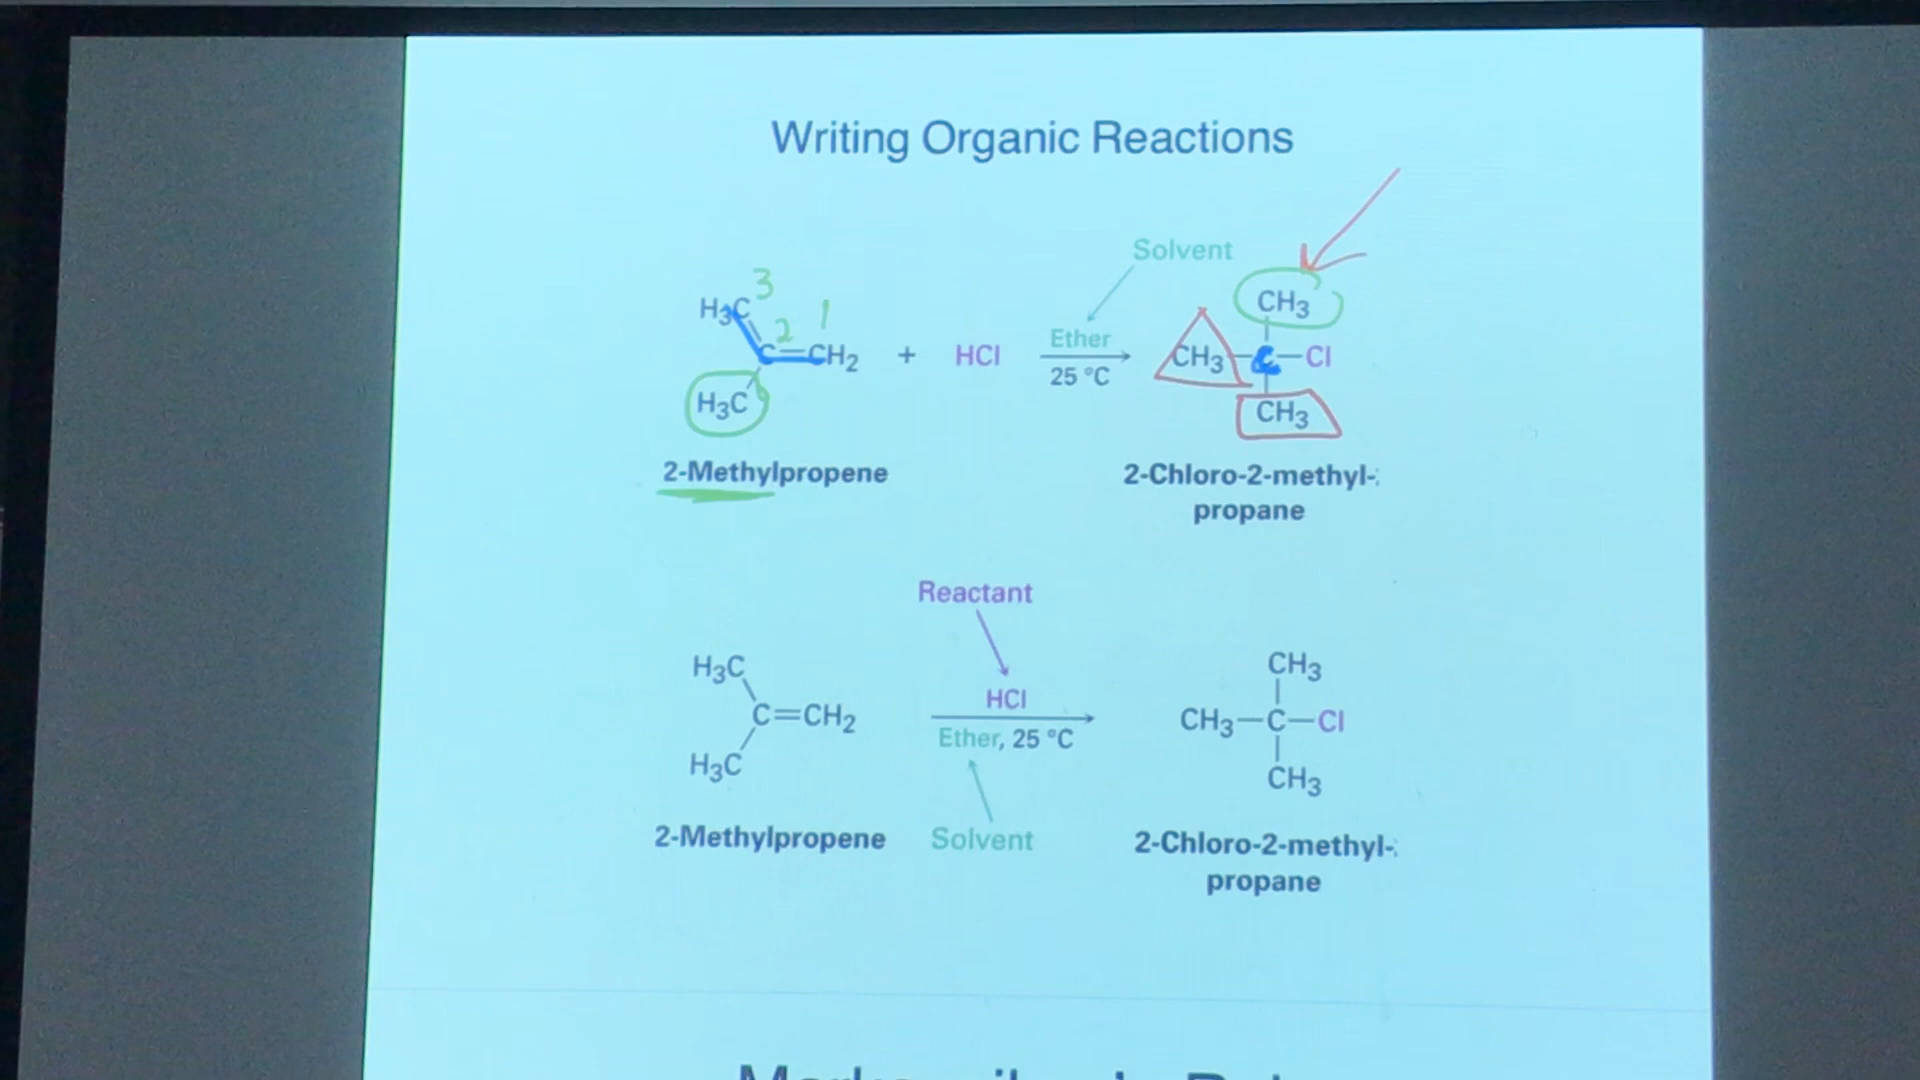 Writing Organic Reactions
Solvent
3
H3C
2 1
C=CH2 + HCl
Ether
25 °C
CH3
CH3—C—Cl
CH3
H3C
2-Methylpropene
2-Chloro-2-methyl-
propane
Reactant
H3C
C=CH2
H3C
HCl
Ether, 25 °C
CH3
CH3—C—Cl
CH3
2-Methylpropene
Solvent
2-Chloro-2-methyl-
propane